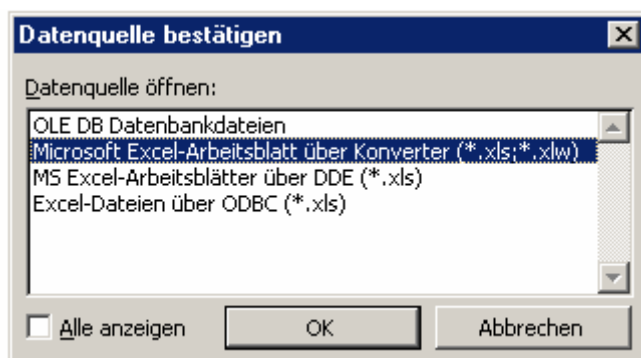 Datenquelle bestätigen
Datenquelle öffnen:
OLE DB Datenbankdateien
Microsoft Excel-Arbeitsblatt über Konverter (*.xls;*.xlw)
MS Excel-Arbeitsblätter über DDE (*.xls)
Excel-Dateien über ODBC (*.xls)
Alle anzeigen
OK
Abbrechen